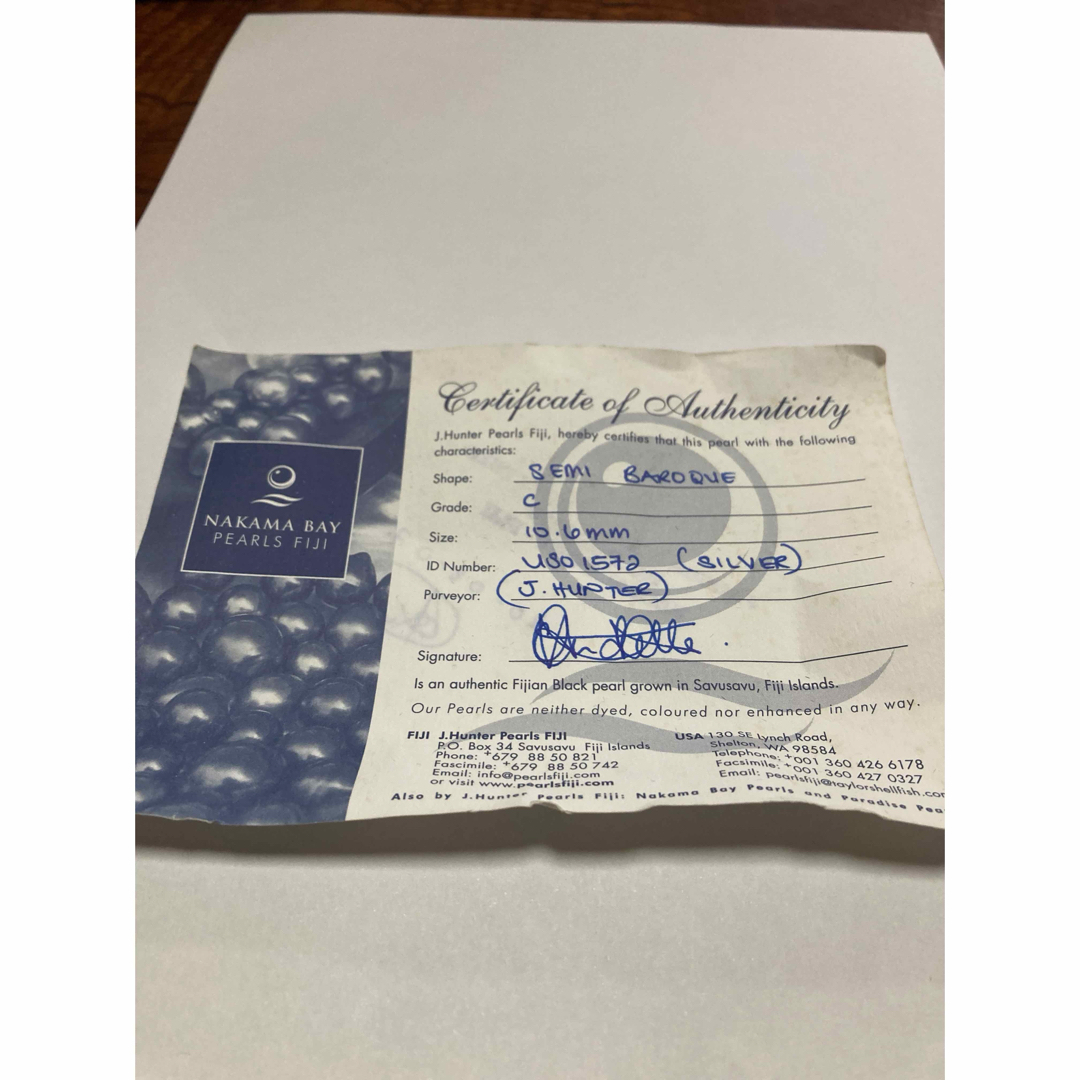 NAKAMA BAY
PEARLS FIJI
Certificate of Authenticity
J.Hunter Pearls Fiji, hereby certifies that this pearl with the following
characteristics:
Shape: SEMI BAROQUE
Grade: C
Size: 10.6mm
ID Number: US01572 (SILVER)
Purveyor: (J. HUNTER)
Signature:
Is an authentic Fijian Black pearl grown in Savusavu, Fiji Islands.
Our Pearls are neither dyed, coloured nor enhanced in any way.
FIJI J.Hunter Pearls FIJI
P.O. Box 34 Savusavu Fiji Islands
Phone: +679 88 50 821
Fascimile: +679 88 50 742
Email: info@pearlsfiji.com
or visit www.pearlsfiji.com
USA 130 SE Lynch Road,
Shelton, WA 98584
Telephone: +001 360 426 6178
Facsimile: +001 360 427 0327
Email: pearlsfiji@taylorshellfish.com
Also by J.Hunter Pearls Fiji: Nakama Bay Pearls and Paradise Pea